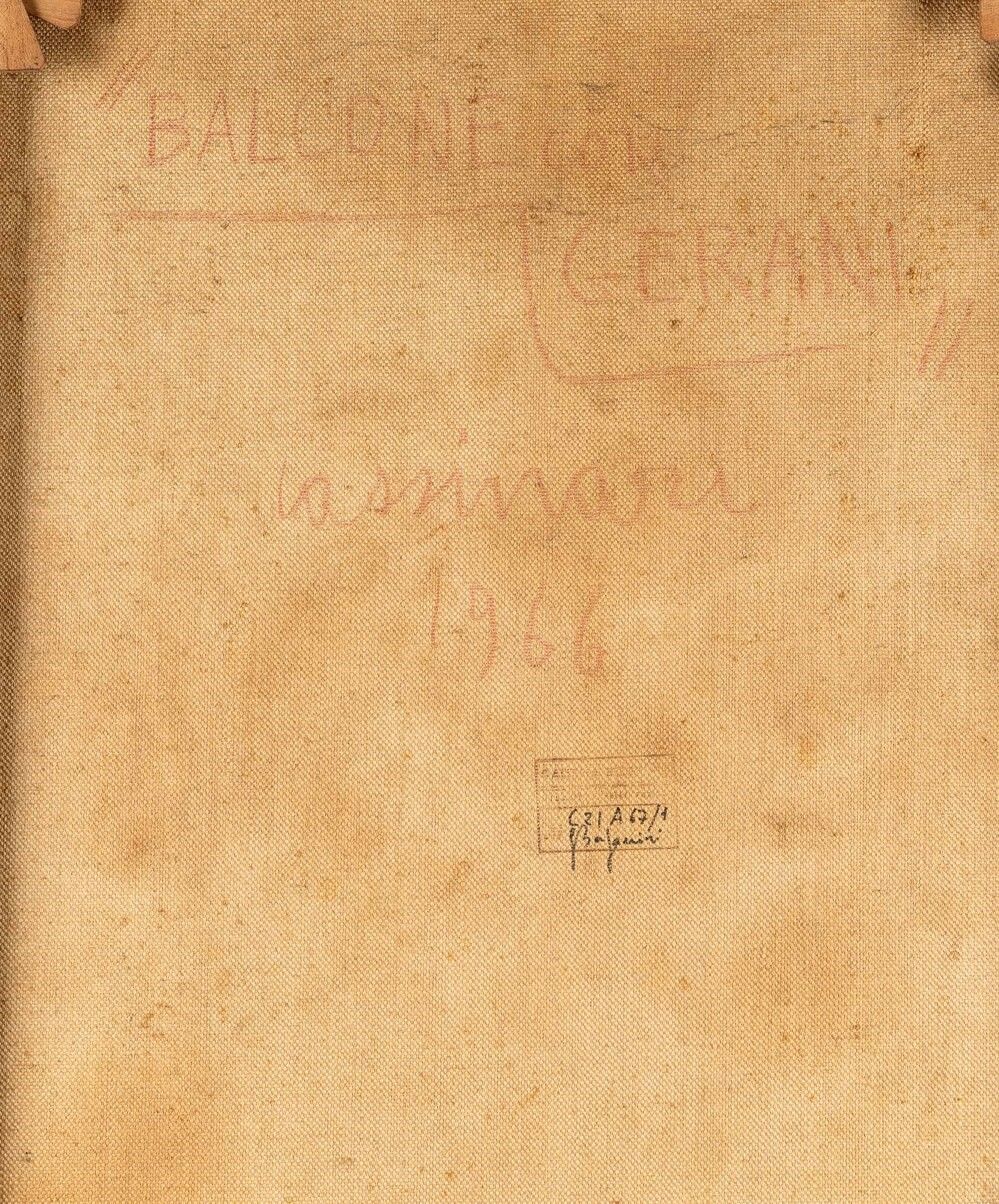 "BALCONE con
GERANI"
Cassinari
1966
C21 A 67/1